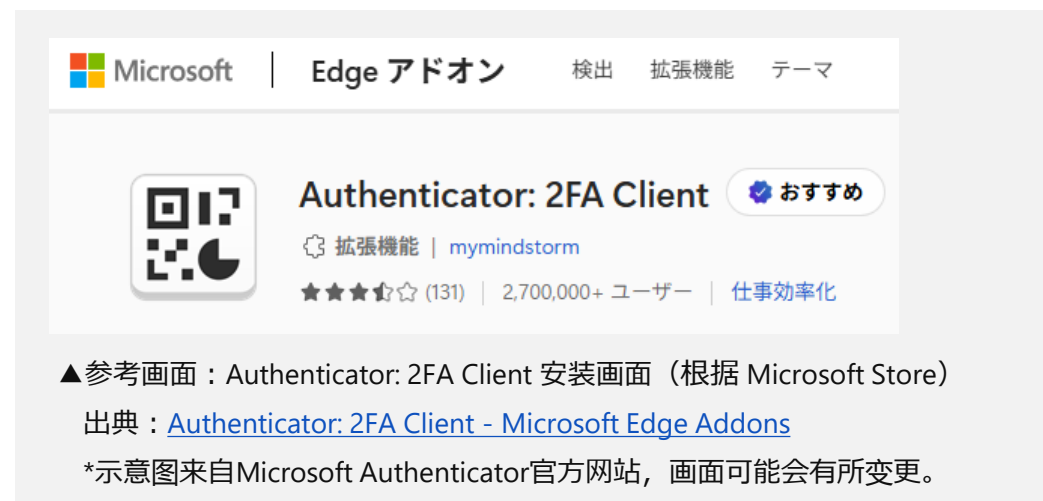 Microsoft | Edge アドオン 検出 拡張機能 テーマ
Authenticator: 2FA Client おすすめ
拡張機能 | mymindstorm
★★★⯪☆ (131) | 2,700,000+ ユーザー | 仕事効率化
▲参考画面：Authenticator: 2FA Client 安装画面（根据 Microsoft Store）
出典：Authenticator: 2FA Client - Microsoft Edge Addons
*示意图来自Microsoft Authenticator官方网站，画面可能会有所变更。